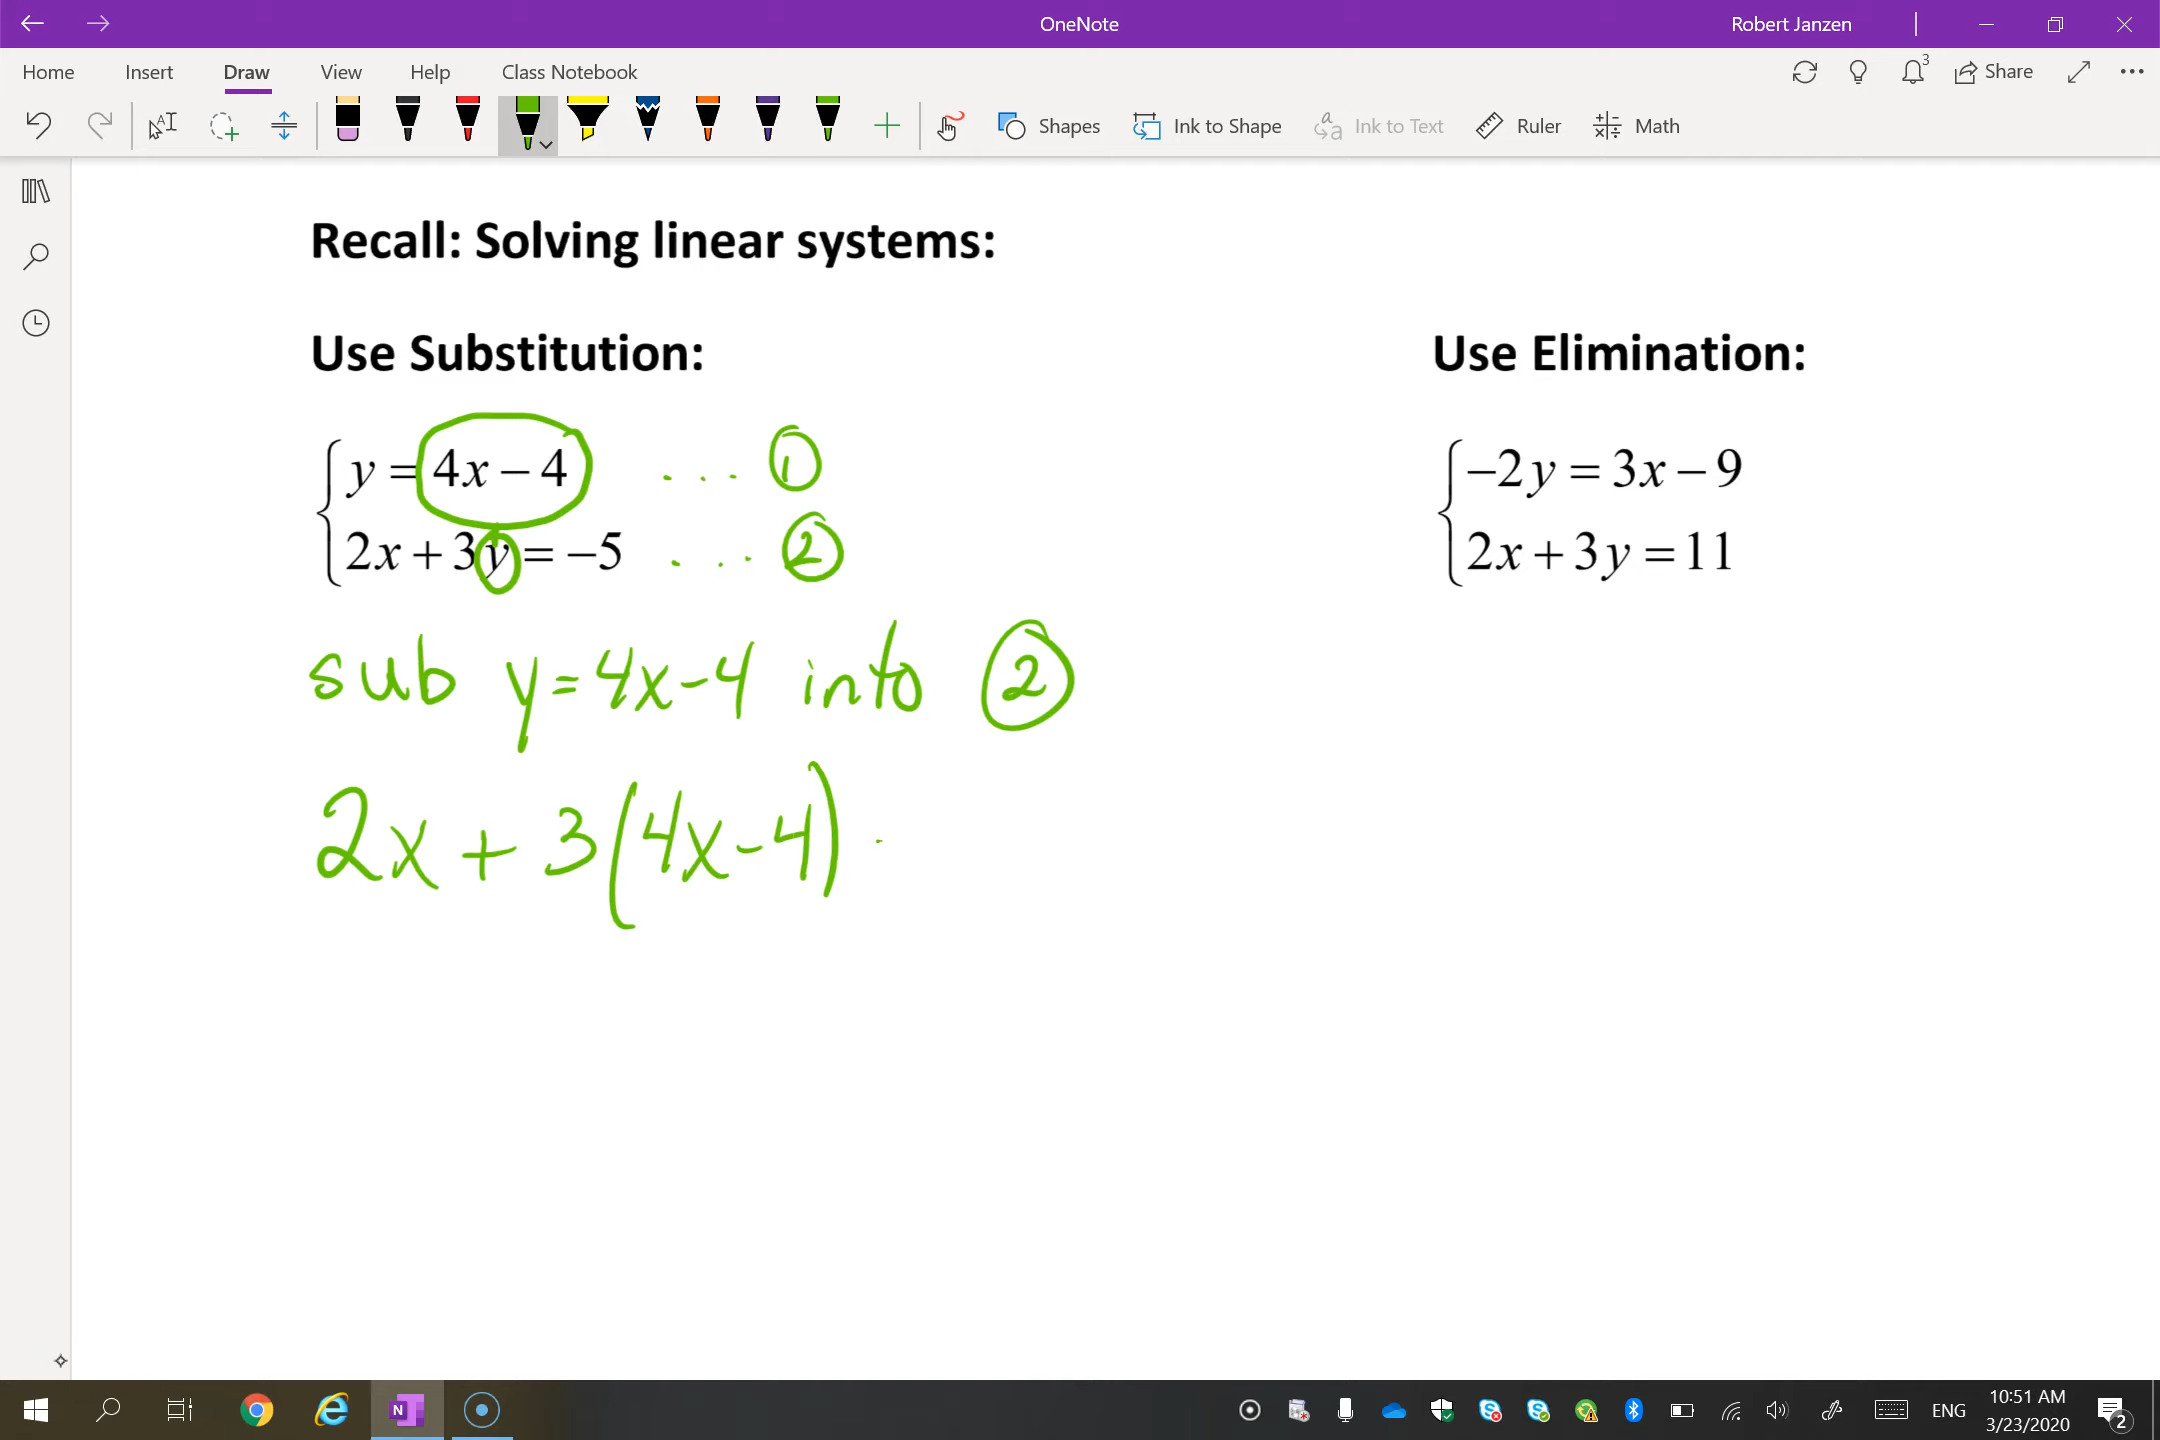 OneNote
Robert Janzen
Home Insert Draw View Help Class Notebook
3
Share
Shapes Ink to Shape Ink to Text Ruler Math
Recall: Solving linear systems:
Use Substitution:
y = 4x − 4 ... ①
2x + 3y = −5 ... ②
sub y = 4x − 4 into ②
2x + 3(4x − 4)
Use Elimination:
−2y = 3x − 9
2x + 3y = 11
ENG
10:51 AM
3/23/2020
2